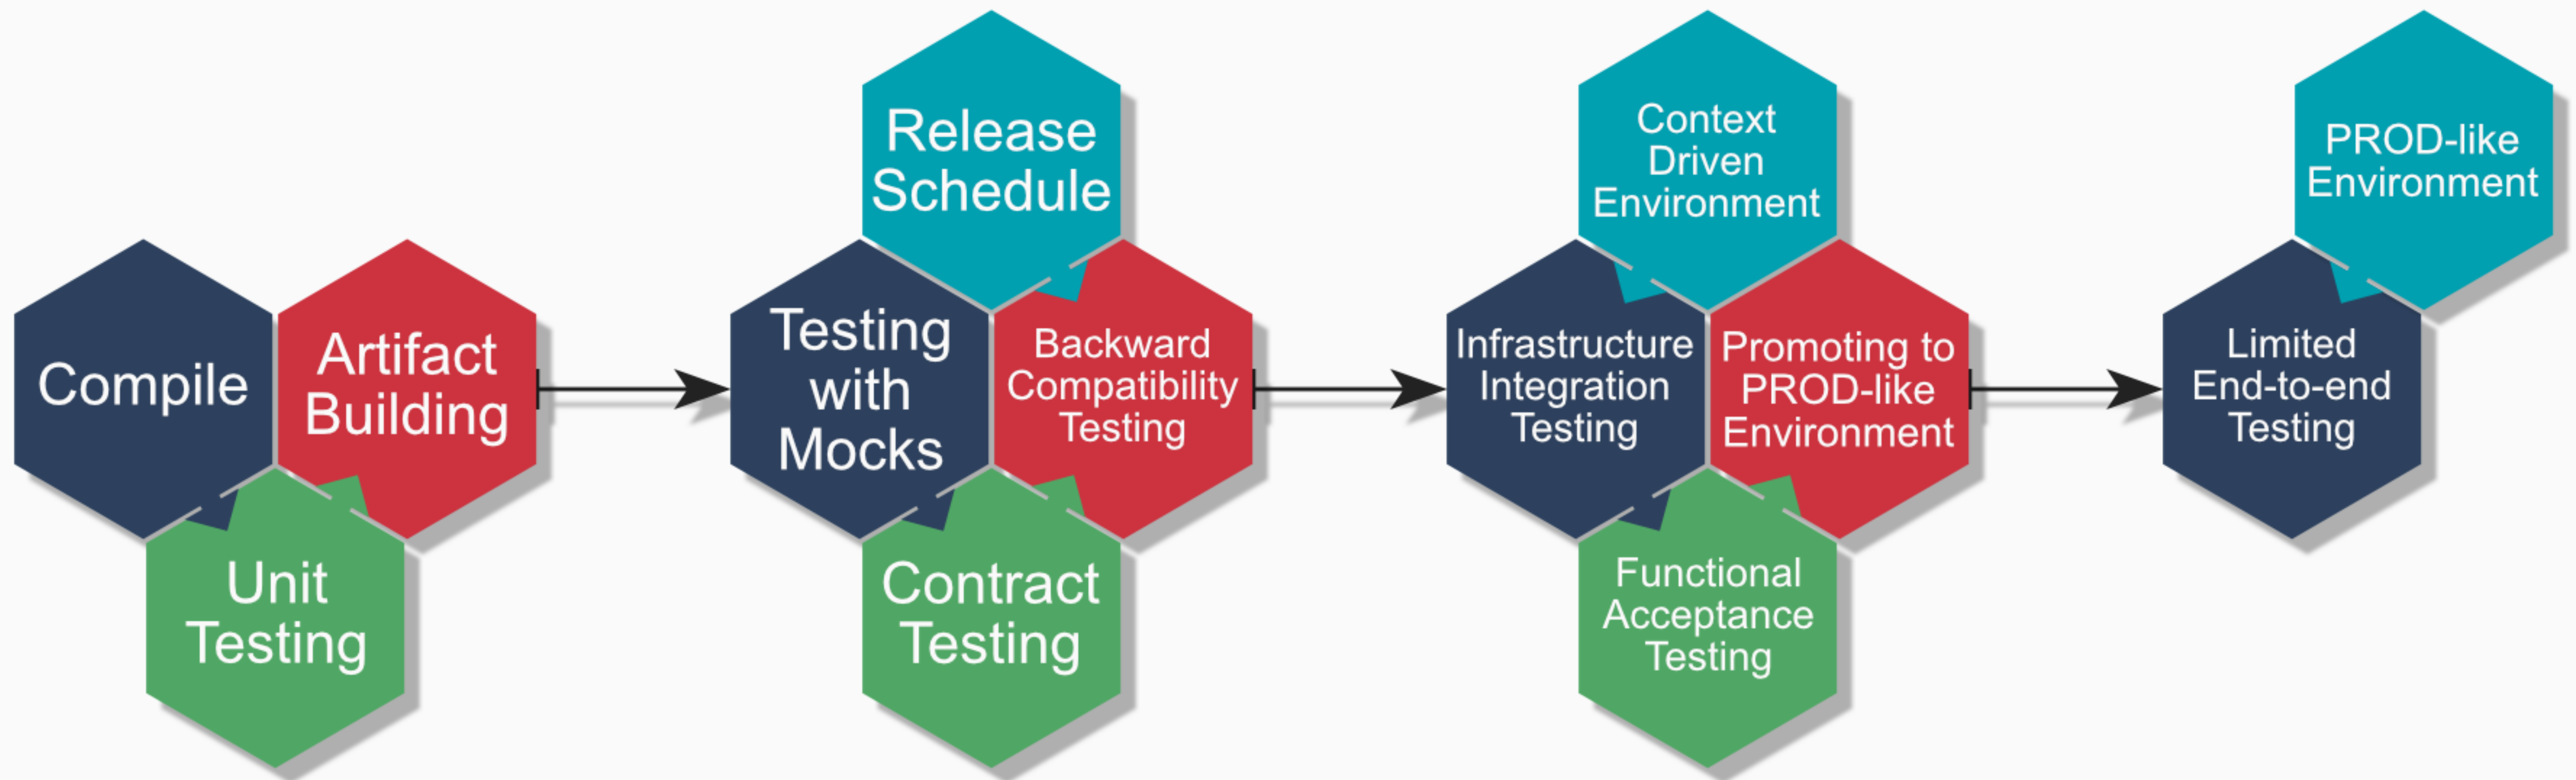 Compile
Artifact
Building
Unit
Testing
Release
Schedule
Testing
with
Mocks
Backward
Compatibility
Testing
Contract
Testing
Context
Driven
Environment
Infrastructure
Integration
Testing
Promoting to
PROD-like
Environment
Functional
Acceptance
Testing
PROD-like
Environment
Limited
End-to-end
Testing